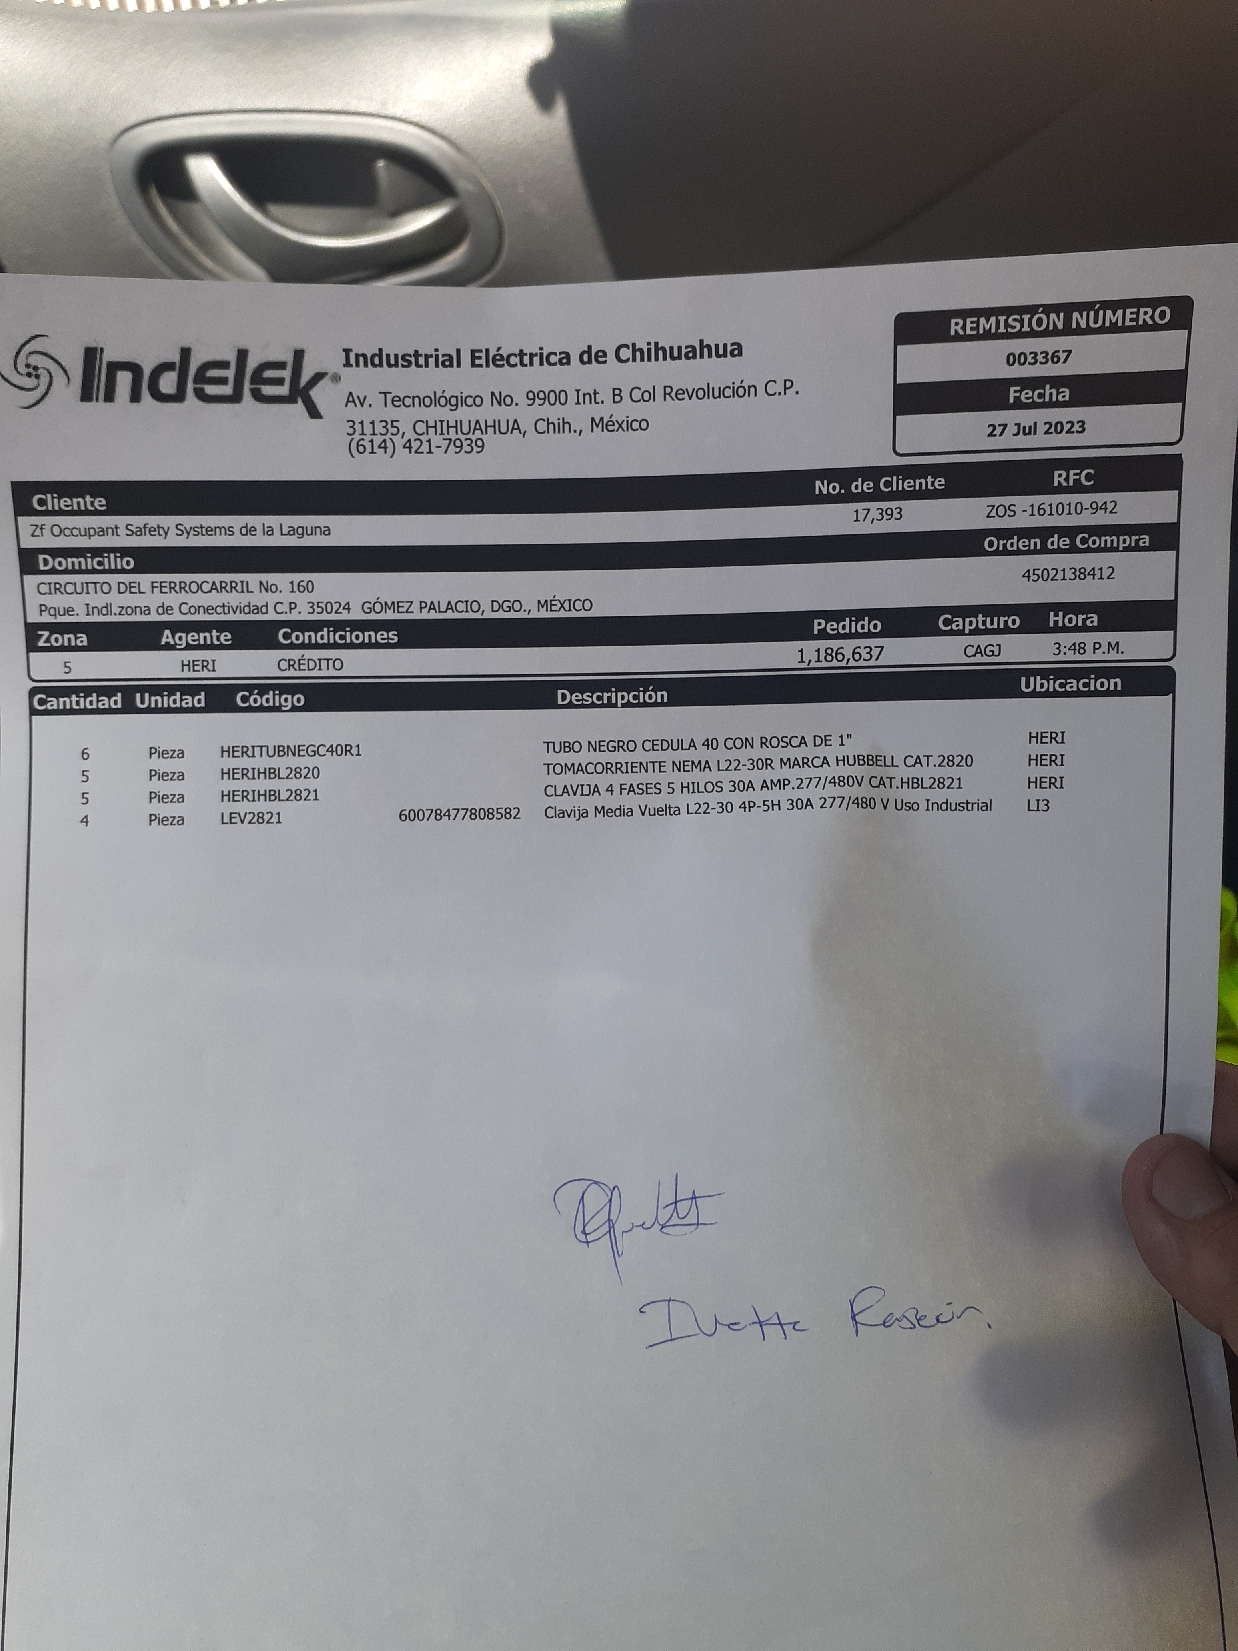 Indelek
Industrial Eléctrica de Chihuahua
Av. Tecnológico No. 9900 Int. B Col Revolución C.P.
31135, CHIHUAHUA, Chih., México
(614) 421-7939
REMISIÓN NÚMERO
003367
Fecha
27 Jul 2023
Cliente No. de Cliente RFC
Zf Occupant Safety Systems de la Laguna 17,393 ZOS -161010-942
Domicilio Orden de Compra
CIRCUITO DEL FERROCARRIL No. 160 4502138412
Pque. Indl.zona de Conectividad C.P. 35024 GÓMEZ PALACIO, DGO., MÉXICO
Zona Agente Condiciones Pedido Capturo Hora
5 HERI CRÉDITO 1,186,637 CAGJ 3:48 P.M.
Cantidad Unidad Código Descripción Ubicacion
6 Pieza HERITUBNEGC40R1 TUBO NEGRO CEDULA 40 CON ROSCA DE 1" HERI
5 Pieza HERIHBL2820 TOMACORRIENTE NEMA L22-30R MARCA HUBBELL CAT.2820 HERI
5 Pieza HERIHBL2821 CLAVIJA 4 FASES 5 HILOS 30A AMP.277/480V CAT.HBL2821 HERI
4 Pieza LEV2821 60078477808582 Clavija Media Vuelta L22-30 4P-5H 30A 277/480 V Uso Industrial LI3
Ivette Rascón.